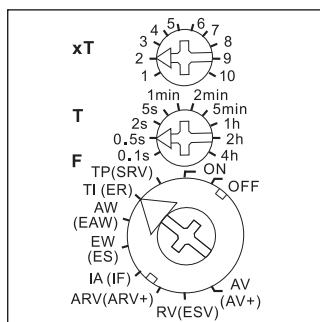 5 6
4 7
xT 3 8
2 9
1 10
1min 2min
5s 5min
T 2s 1h
0.5s 2h
F 0.1s 4h
TP(SRV) ON
TI (ER) OFF
AW
(EAW)
EW
(ES)
IA (IF) AV
ARV(ARV+) (AV+)
RV(ESV)